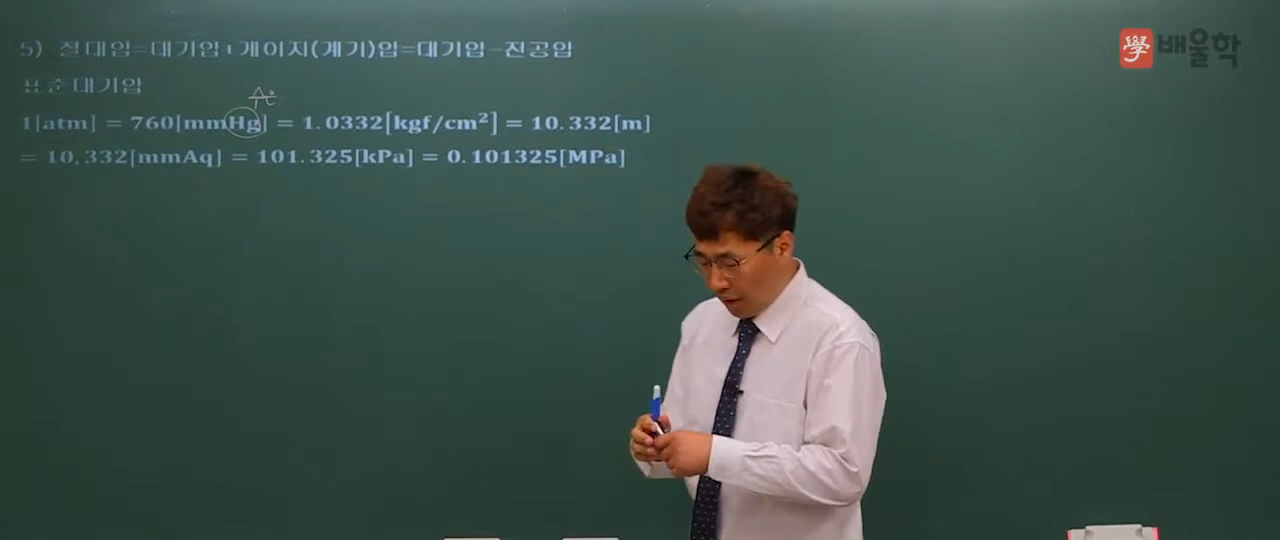 5) 절대압=대기압+게이지(계기)압=대기압-진공압
표준대기압
1[atm] = 760[mmHg] = 1.0332[kgf/cm²] = 10.332[m]
= 10,332[mmAq] = 101.325[kPa] = 0.101325[MPa]
學 배울학